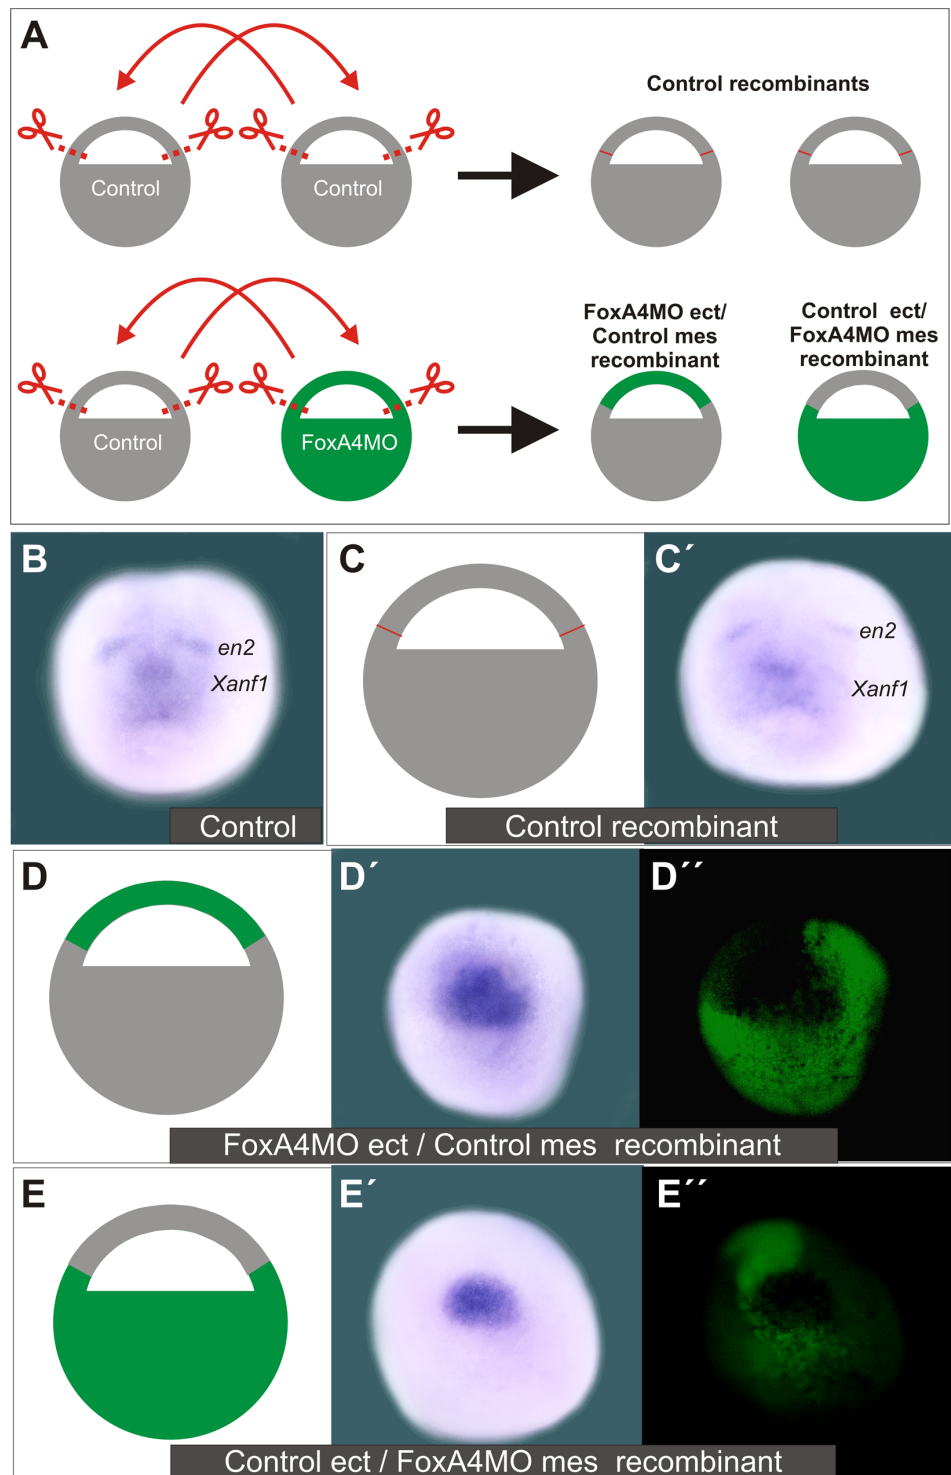 A
Control recombinants
Control
Control
FoxA4MO ect/
Control mes
recombinant
Control ect/
FoxA4MO mes
recombinant
Control
FoxA4MO
B
en2
Xanf1
Control
C
C´
en2
Xanf1
Control recombinant
D
D´
D´´
FoxA4MO ect / Control mes recombinant
E
E´
E´´
Control ect / FoxA4MO mes recombinant